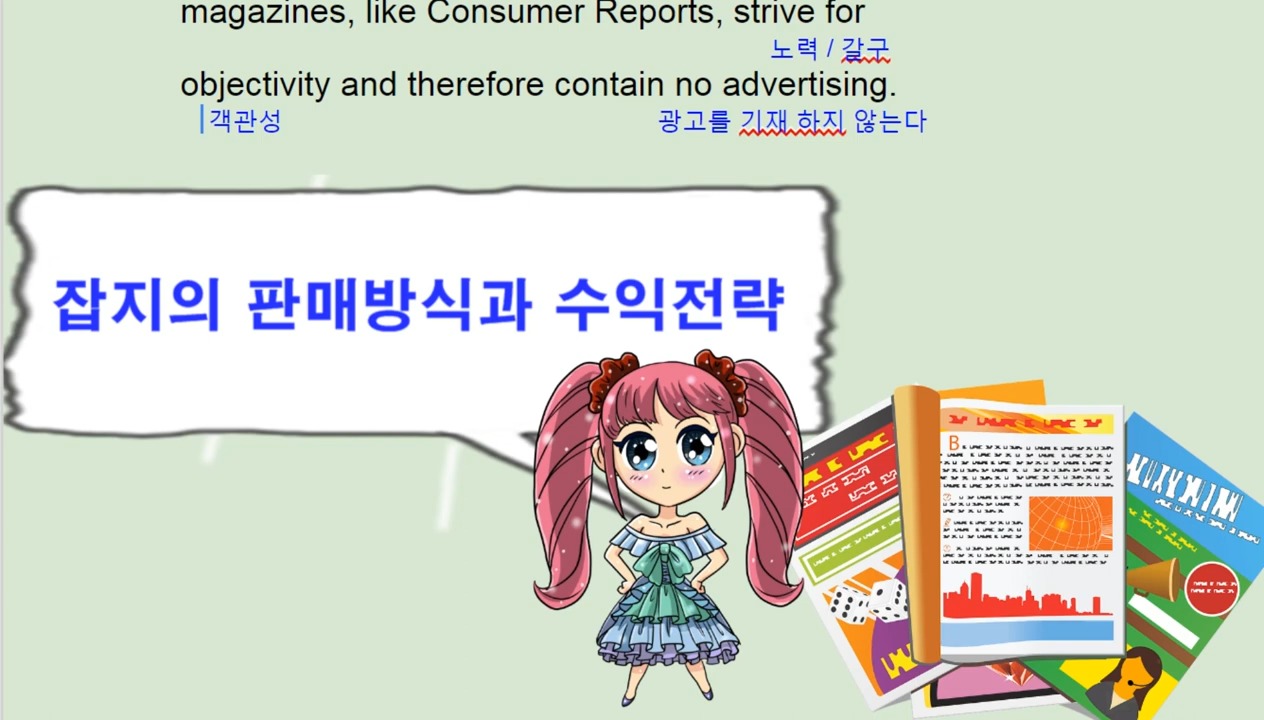 magazines, like Consumer Reports, strive for
노력 / 갈구
objectivity and therefore contain no advertising.
객관성 광고를 기재 하지 않는다
잡지의 판매방식과 수익전략
B